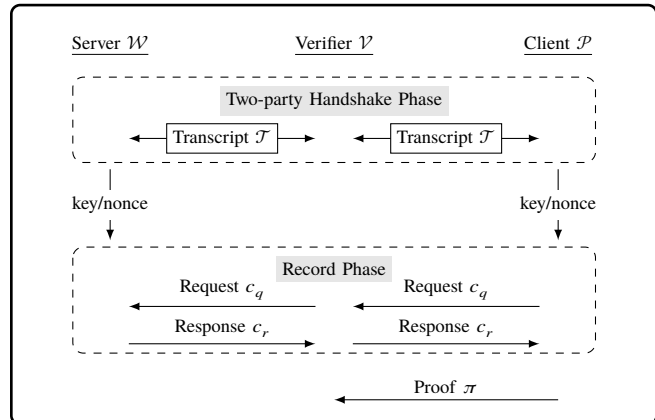 Server 𝒲 Verifier 𝒱 Client 𝒫
Two-party Handshake Phase
Transcript 𝒯 Transcript 𝒯
key/nonce key/nonce
Record Phase
Request c_q Request c_q
Response c_r Response c_r
Proof π